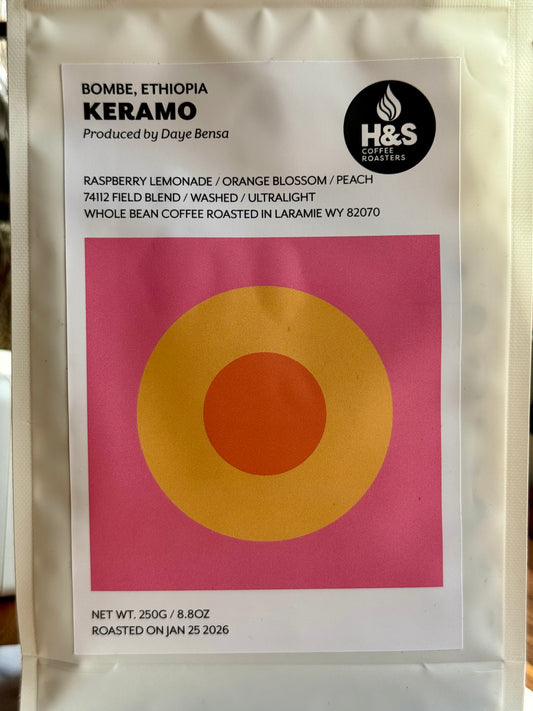 BOMBE, ETHIOPIA
KERAMO
Produced by Daye Bensa
H&S
COFFEE
ROASTERS
RASPBERRY LEMONADE / ORANGE BLOSSOM / PEACH
74112 FIELD BLEND / WASHED / ULTRALIGHT
WHOLE BEAN COFFEE ROASTED IN LARAMIE WY 82070
NET WT. 250G / 8.8OZ
ROASTED ON JAN 25 2026